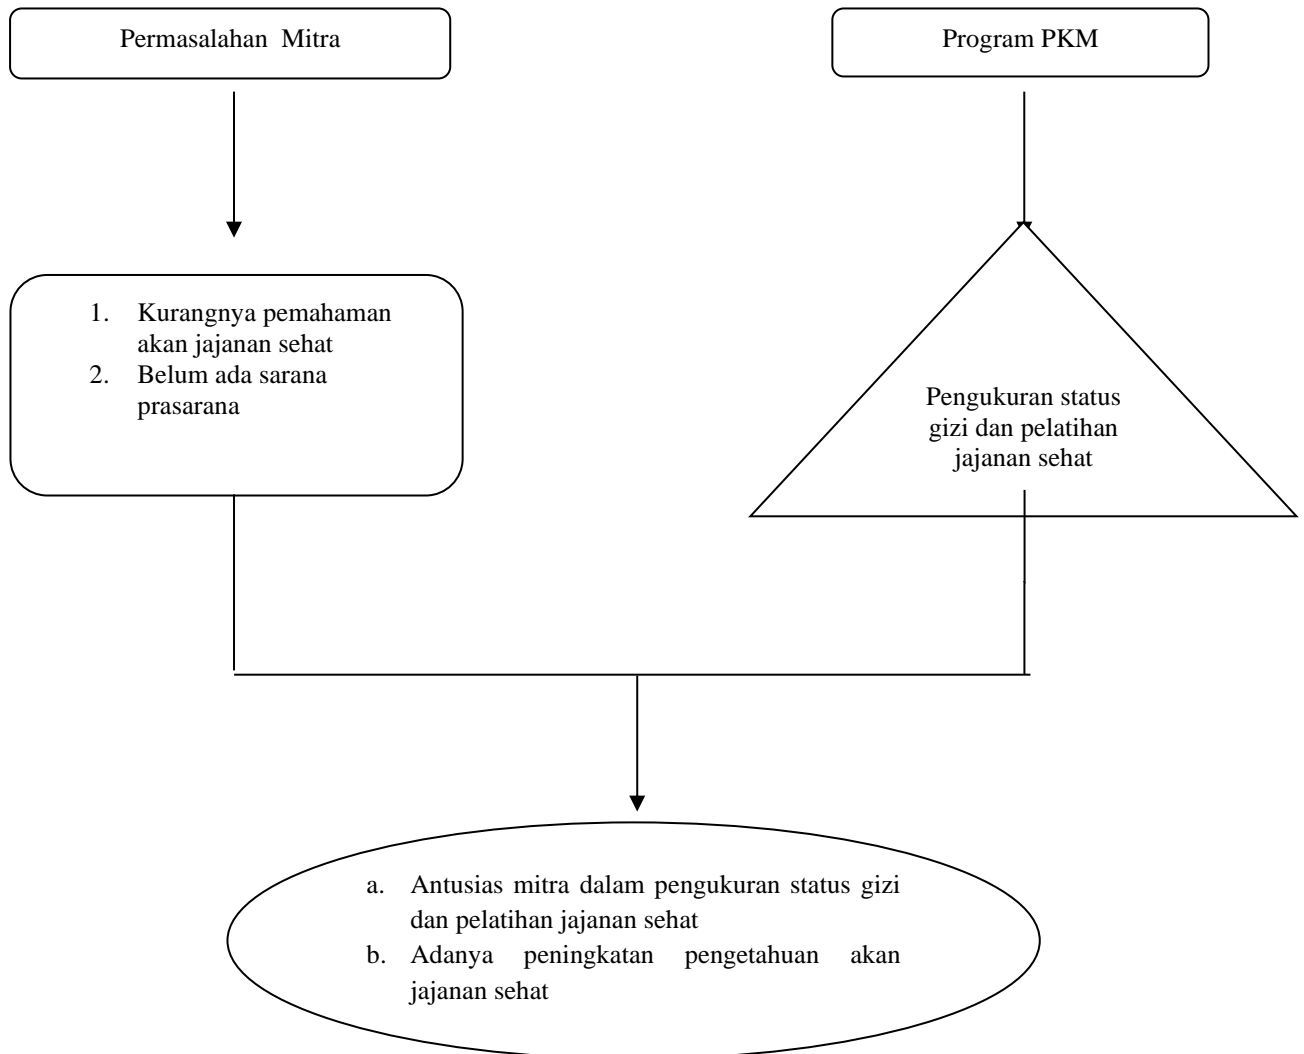 Permasalahan Mitra
Program PKM
1. Kurangnya pemahaman
akan jajanan sehat
2. Belum ada sarana
prasarana
Pengukuran status
gizi dan pelatihan
jajanan sehat
a. Antusias mitra dalam pengukuran status gizi
dan pelatihan jajanan sehat
b. Adanya peningkatan pengetahuan akan
jajanan sehat